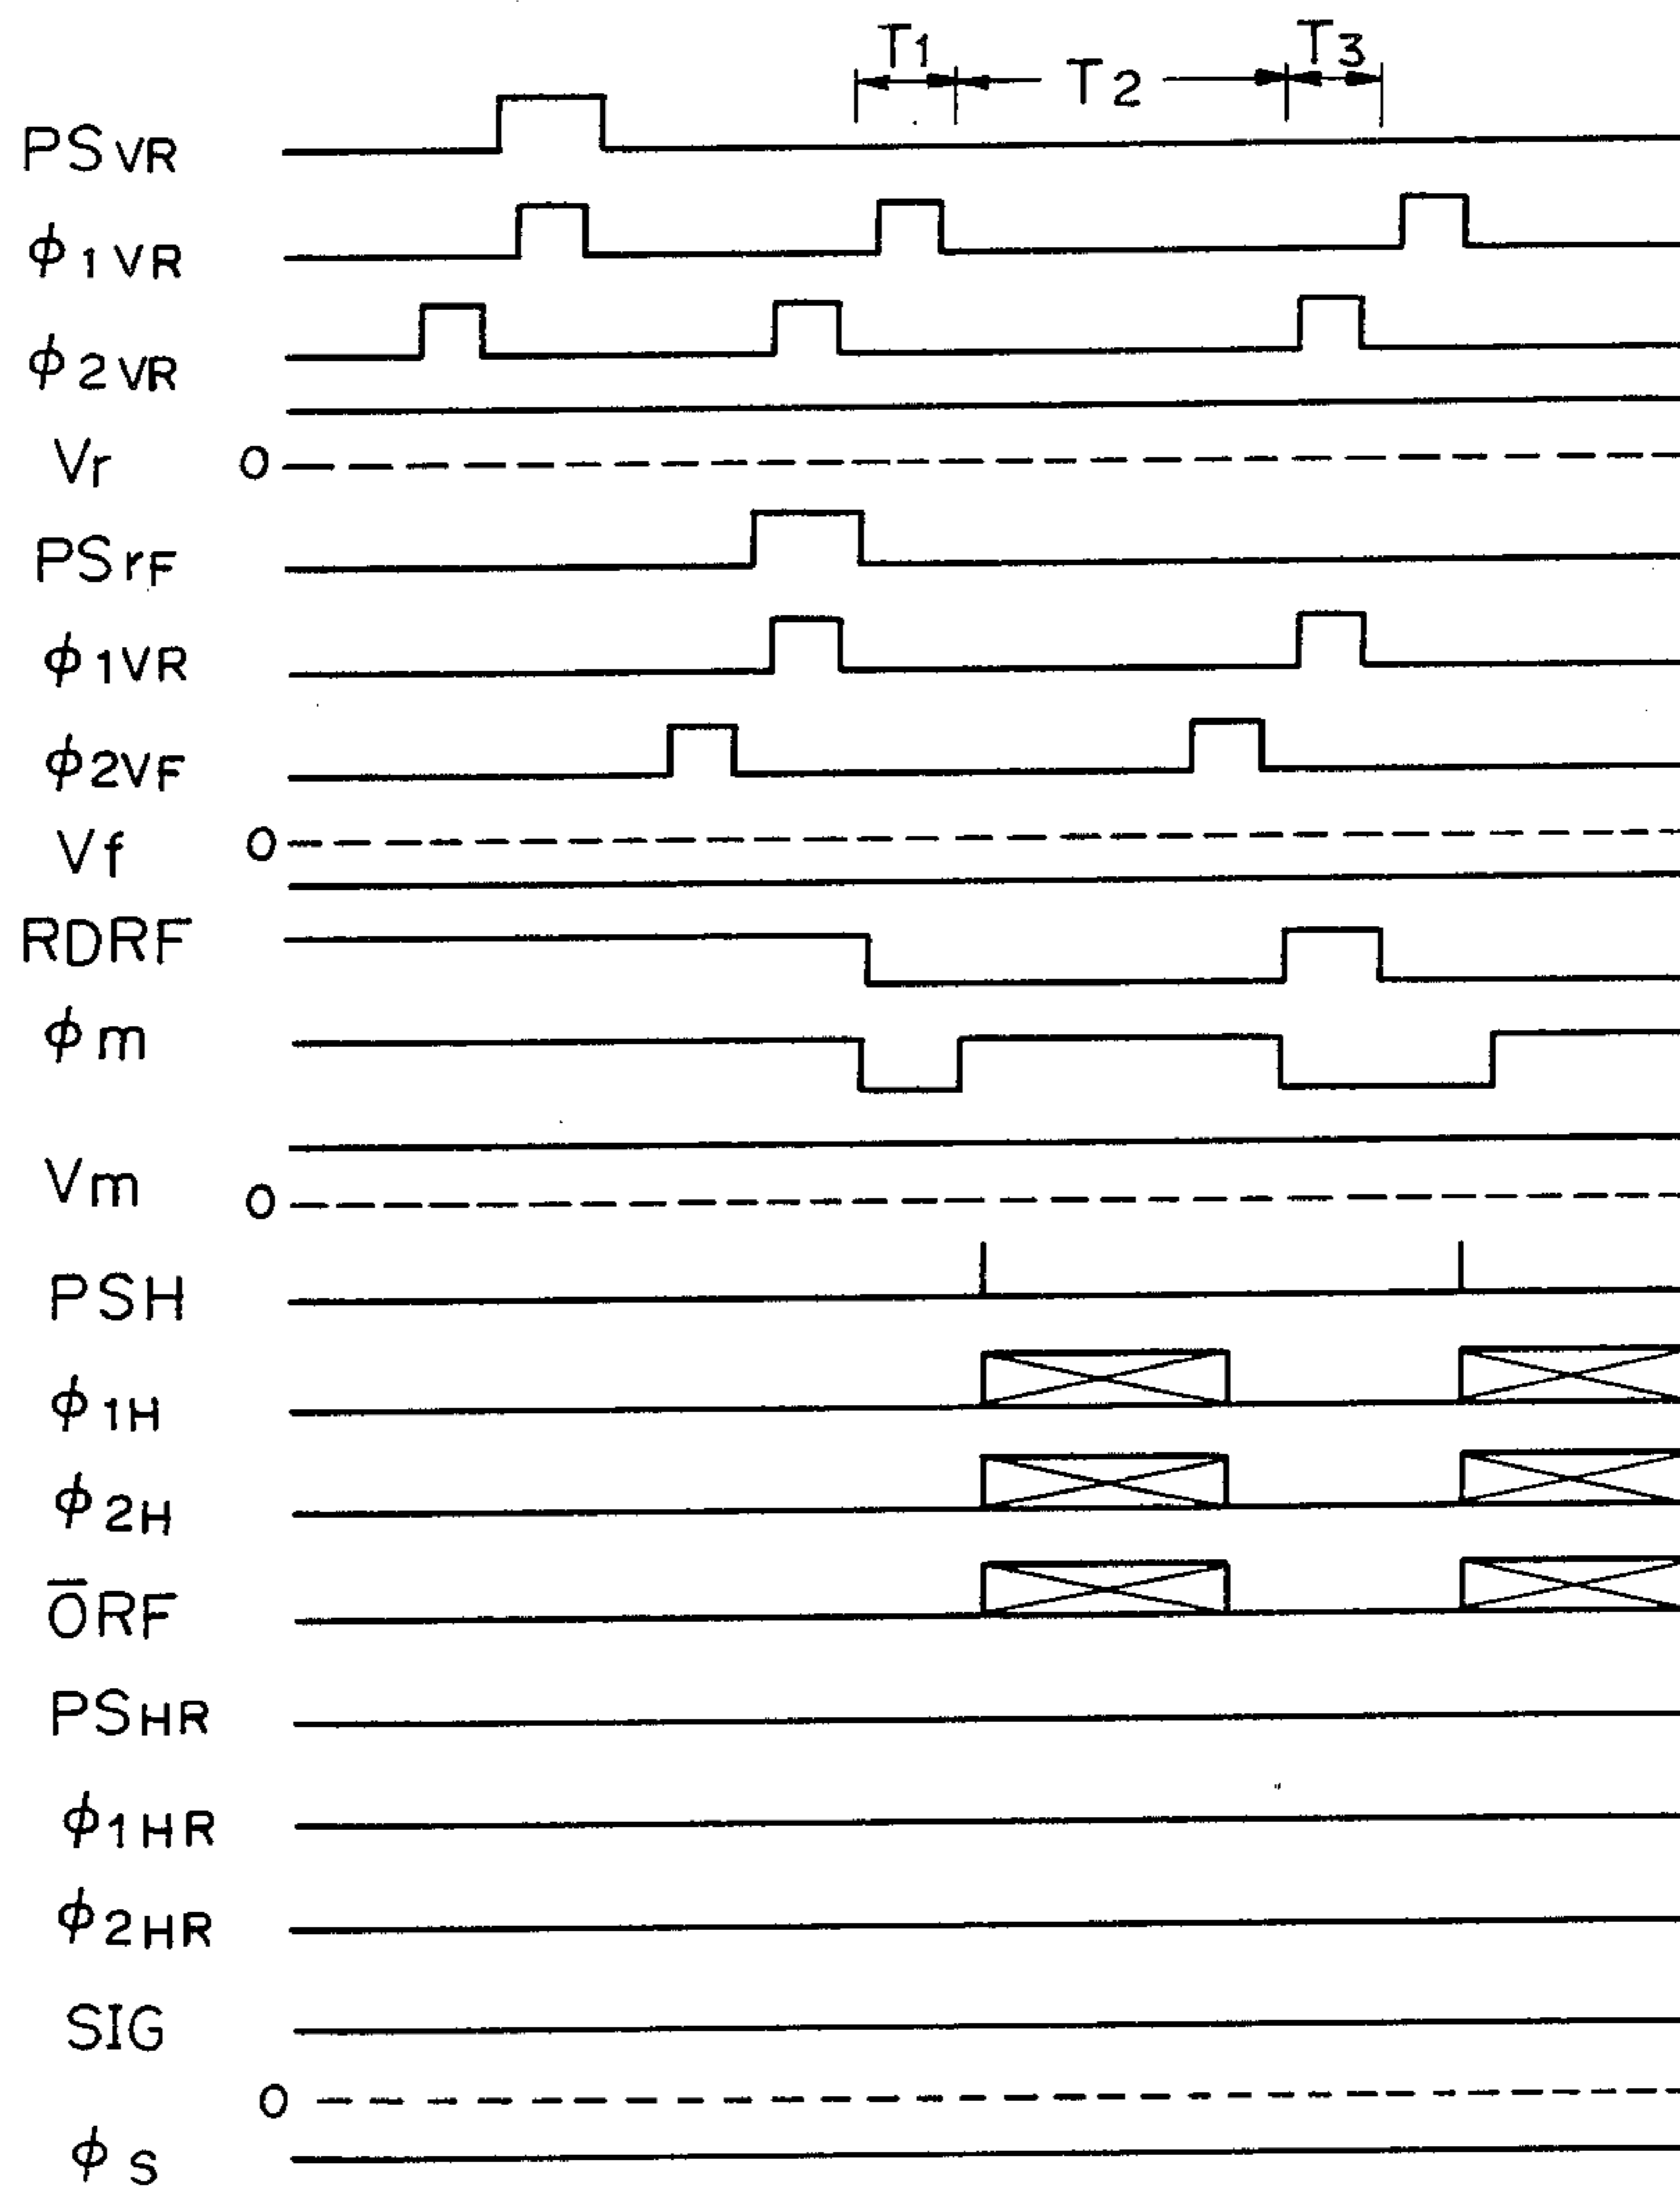 T1 T2 T3
PSVR
ϕ1VR
ϕ2VR
Vr 0
PSrF
ϕ1VR
ϕ2VF
Vf 0
RDRF
ϕm
Vm 0
PSH
ϕ1H
ϕ2H
O̅RF
PSHR
ϕ1HR
ϕ2HR
SIG
0
ϕs